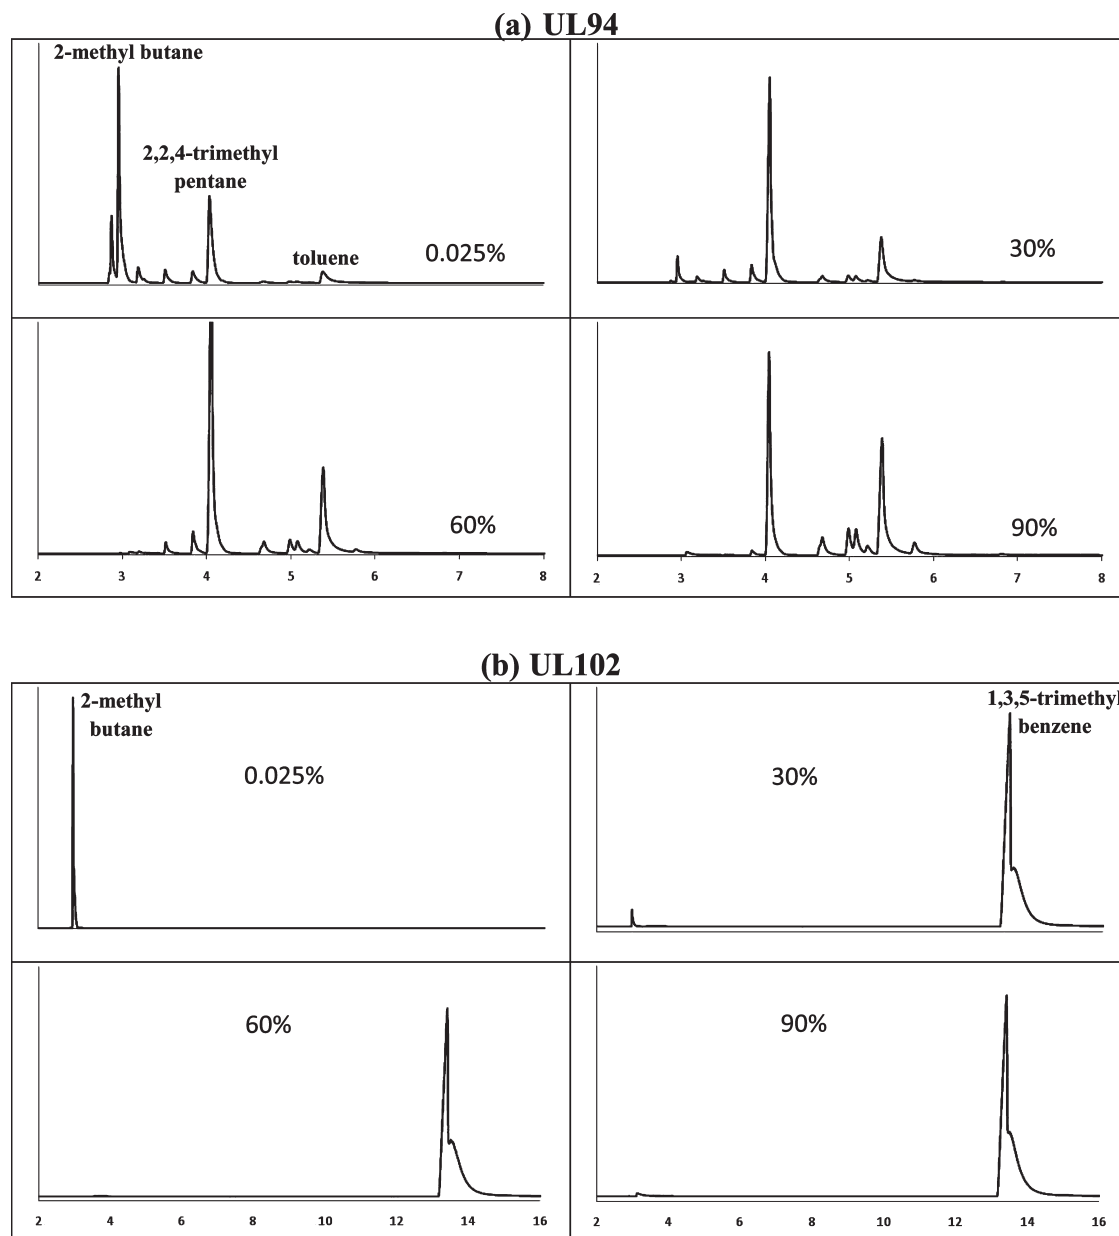 (a) UL94
2-methyl butane
2,2,4-trimethyl
pentane
toluene
0.025%
30%
60%
2 3 4 5 6 7 8
90%
2 3 4 5 6 7 8
(b) UL102
2-methyl
butane
0.025%
1,3,5-trimethyl
benzene
30%
60%
2 4 6 8 10 12 14 16
90%
2 4 6 8 10 12 14 16